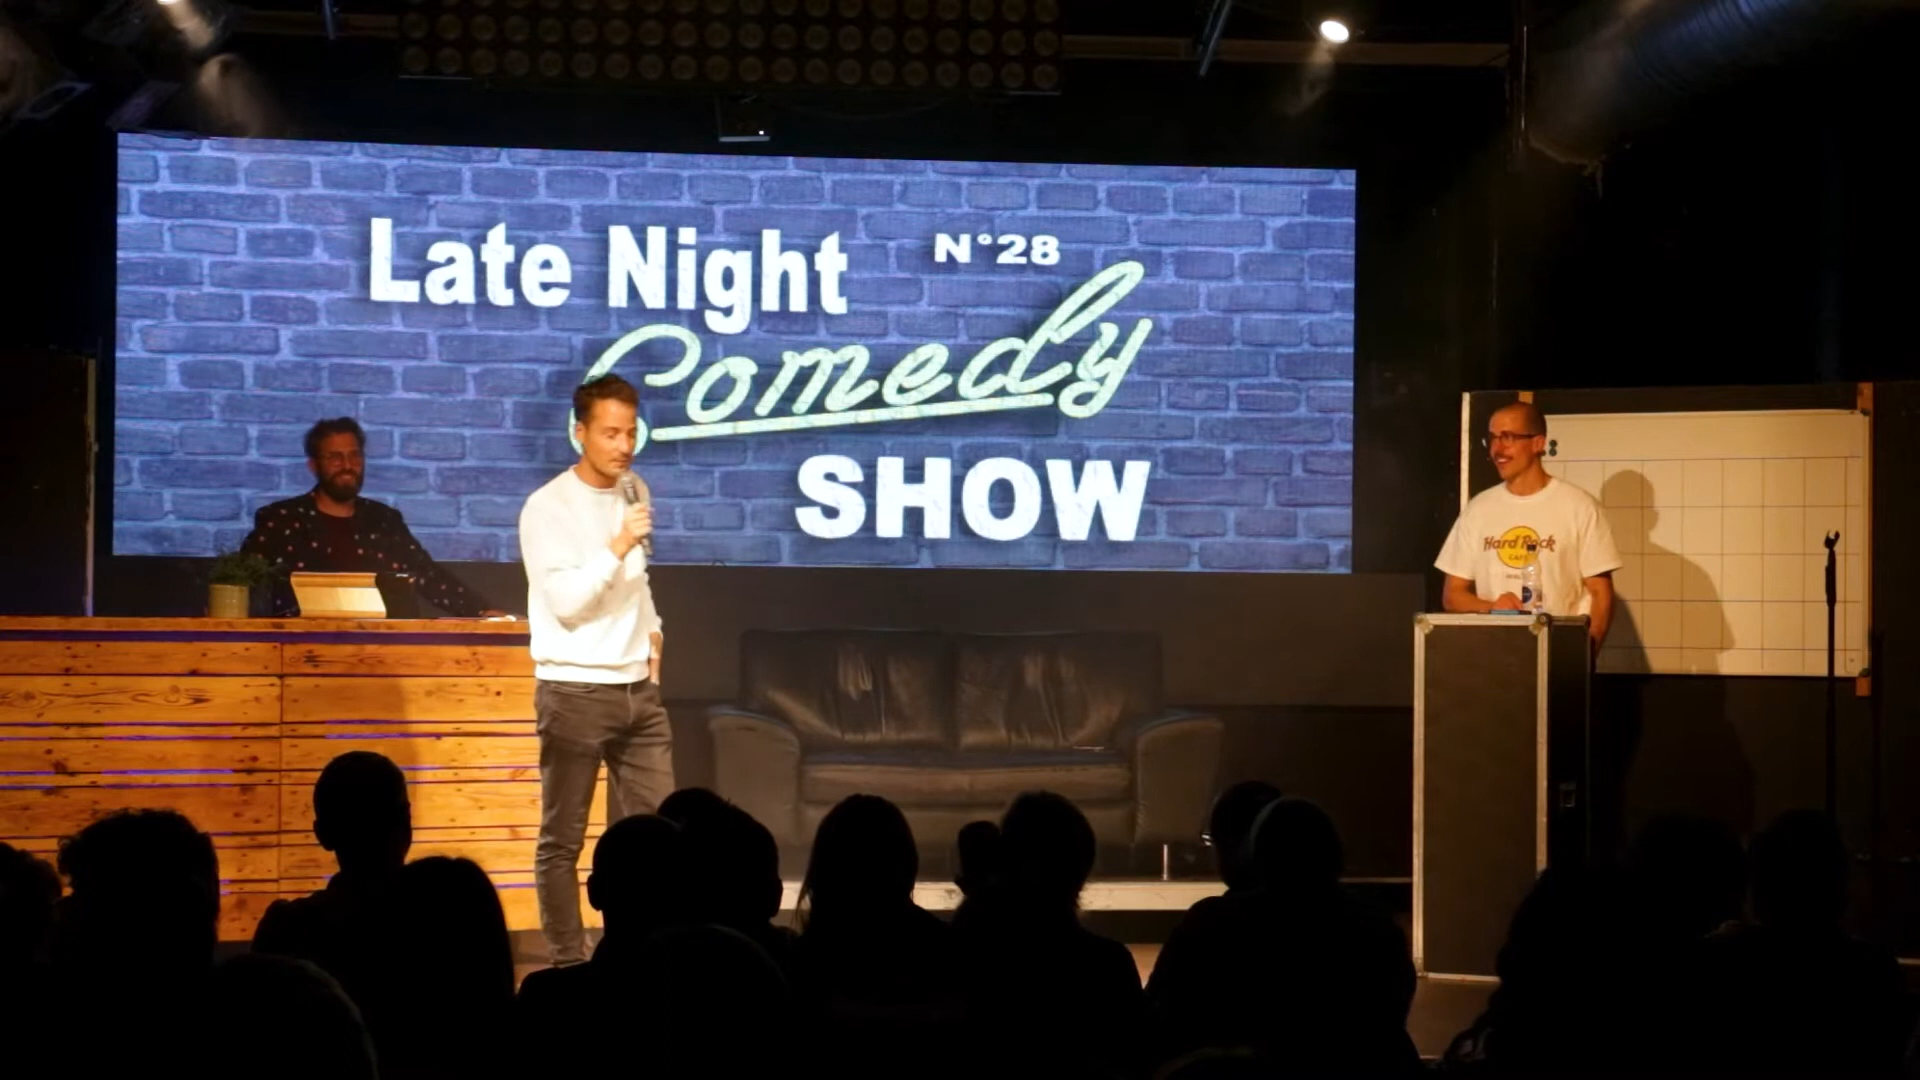 Late Night
N°28
Comedy
SHOW
Hard Rock
CAFE